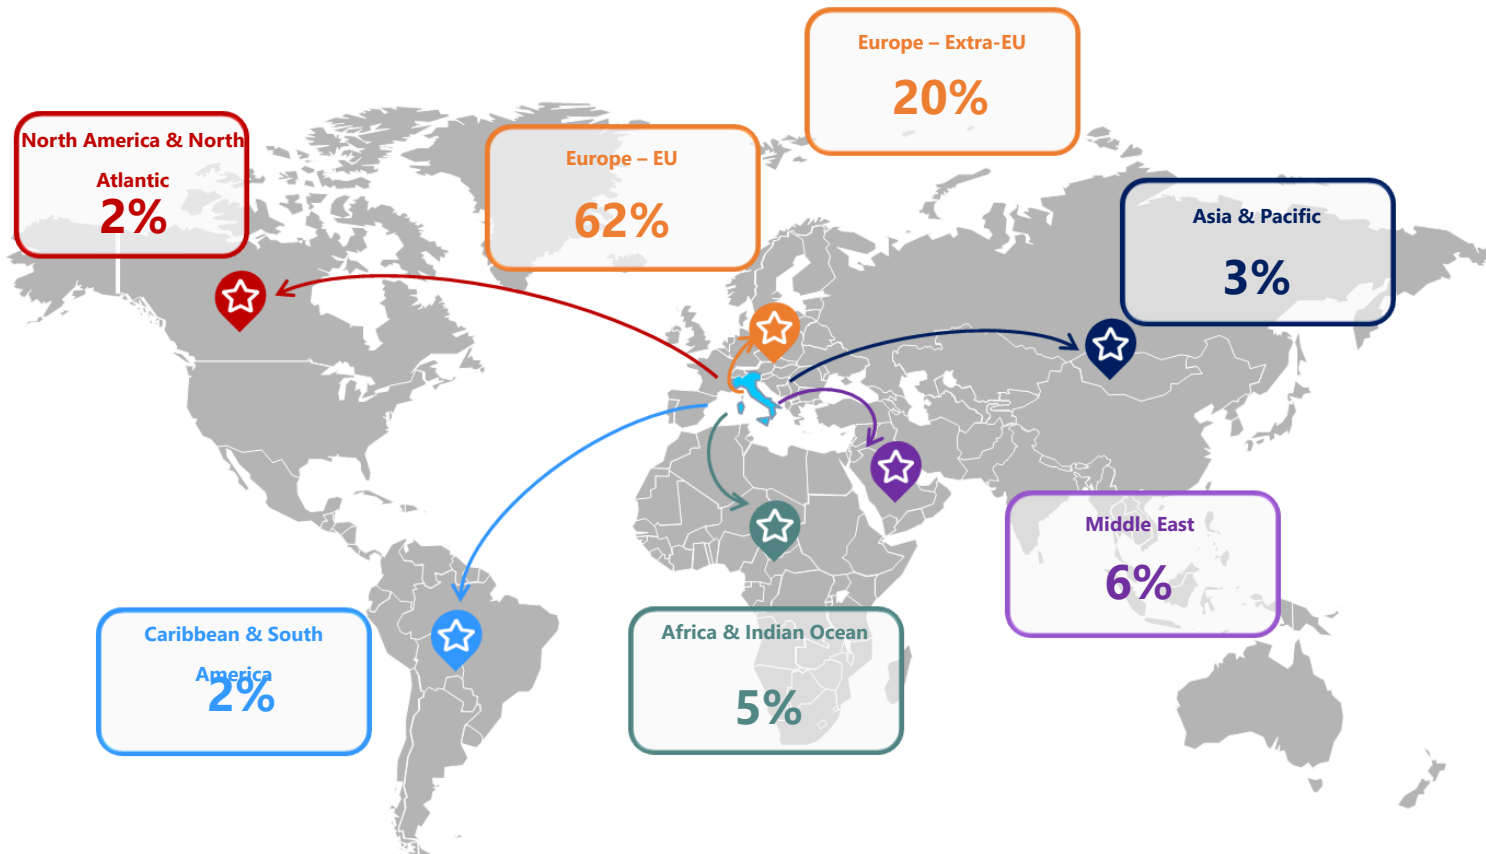 Europe – Extra-EU
20%
North America & North
Atlantic
2%
Europe – EU
62%
Asia & Pacific
3%
Middle East
6%
Caribbean & South
America
2%
Africa & Indian Ocean
5%